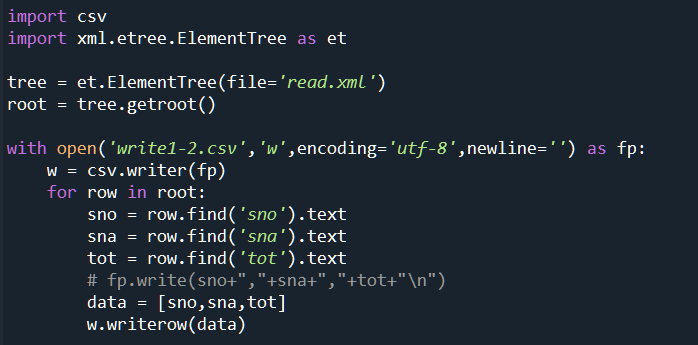 import csv
import xml.etree.ElementTree as et
tree = et.ElementTree(file='read.xml')
root = tree.getroot()
with open('write1-2.csv','w',encoding='utf-8',newline='') as fp:
    w = csv.writer(fp)
    for row in root:
        sno = row.find('sno').text
        sna = row.find('sna').text
        tot = row.find('tot').text
        # fp.write(sno+","+sna+","+tot+"\n")
        data = [sno,sna,tot]
        w.writerow(data)